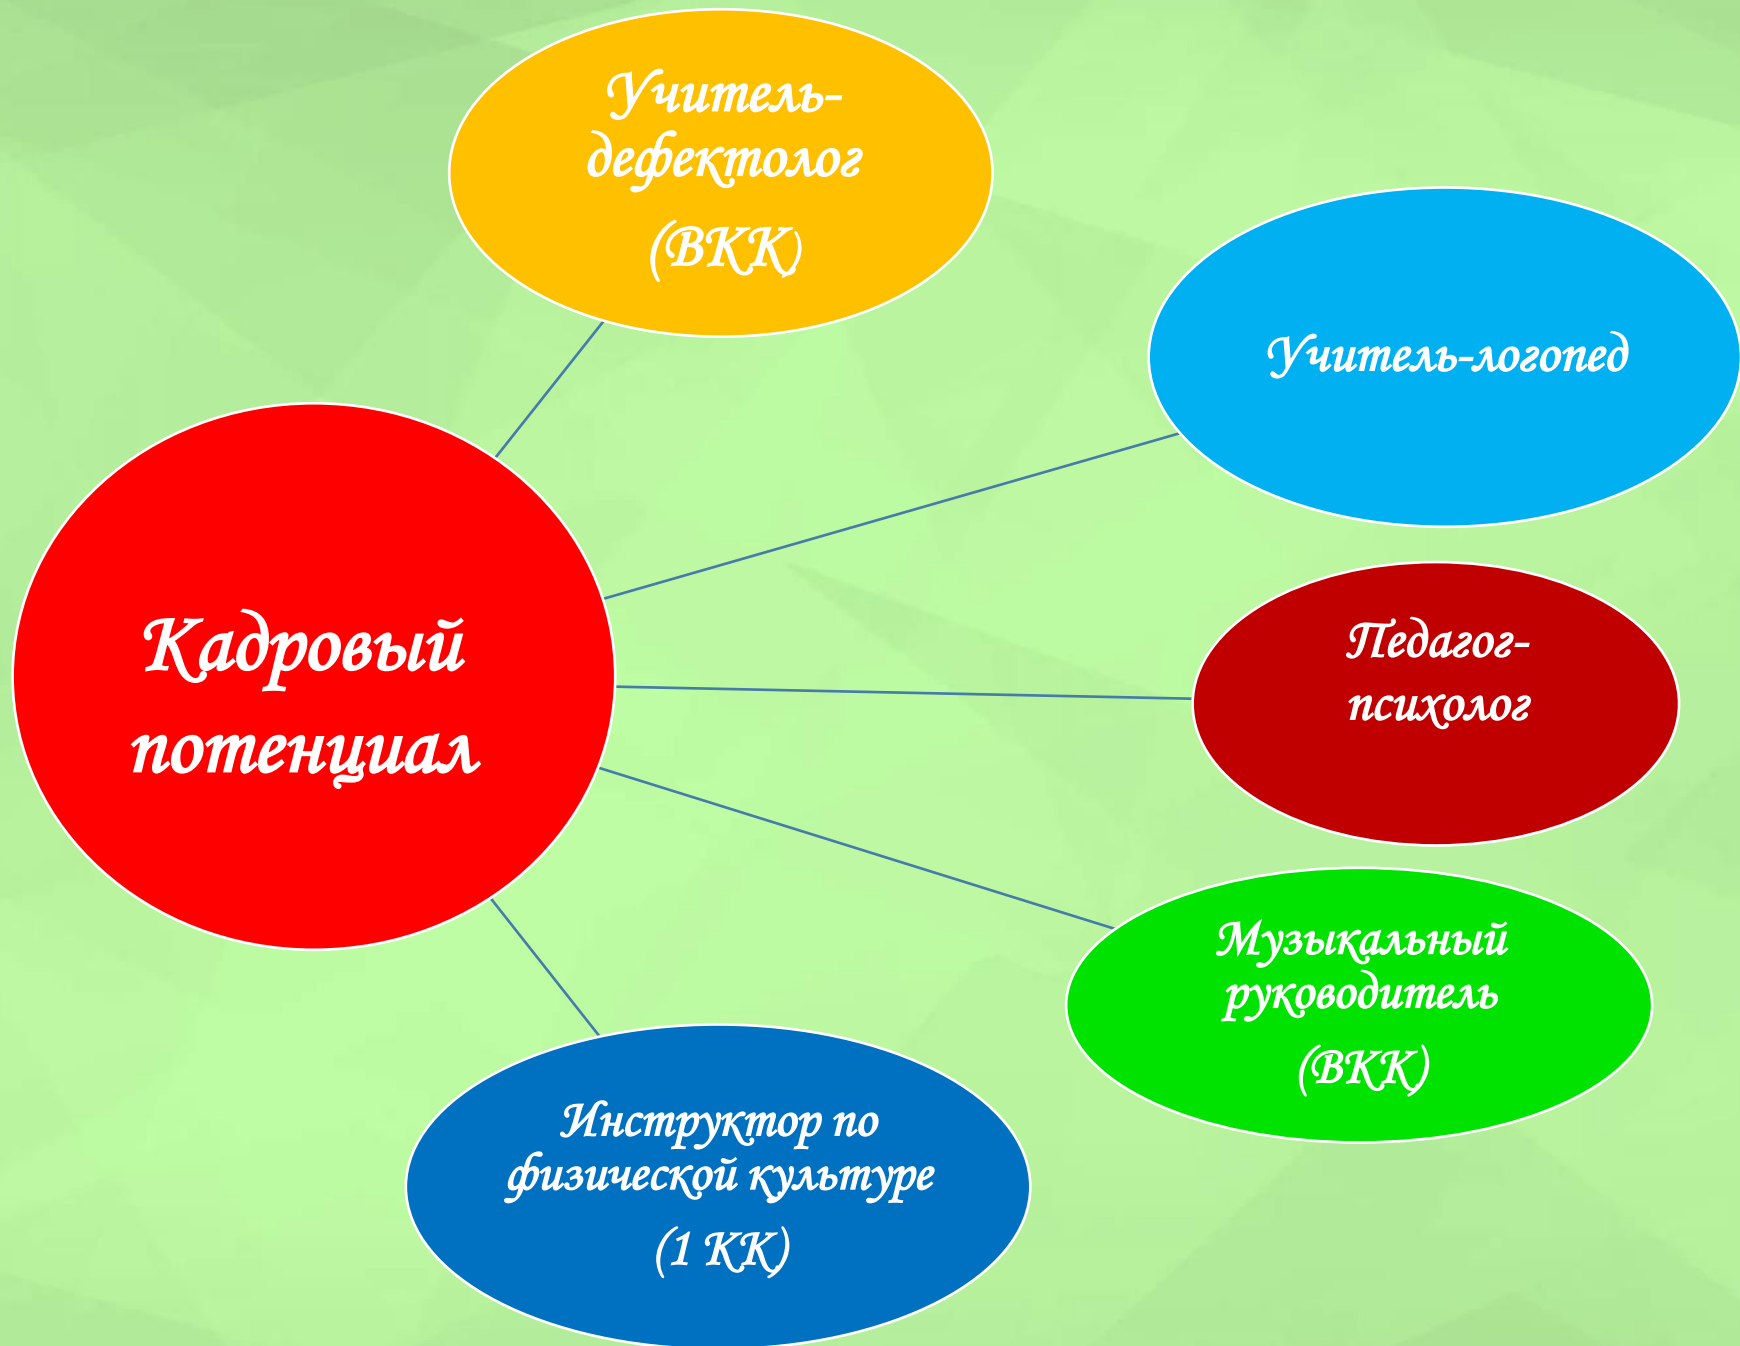 Учитель-
дефектолог
(ВКК)
Учитель-логопед
Кадровый
потенциал
Педагог-
психолог
Музыкальный
руководитель
(ВКК)
Инструктор по
физической культуре
(1 КК)